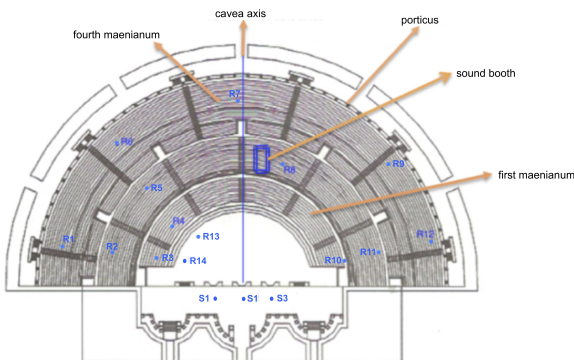 cavea axis
porticus
fourth maenianum
sound booth
R7
R6
R8
R9
first maenianum
R5
R4
R13
R1
R2
R3
R14
R10
R11
R12
S1
S1
S3